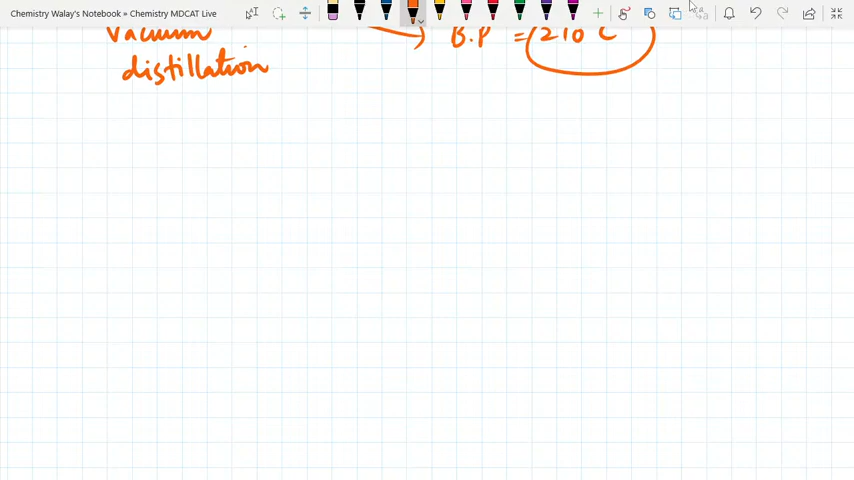 Chemistry Walay's Notebook » Chemistry MDCAT Live
Vacuum
distillation
B.P = 210°C